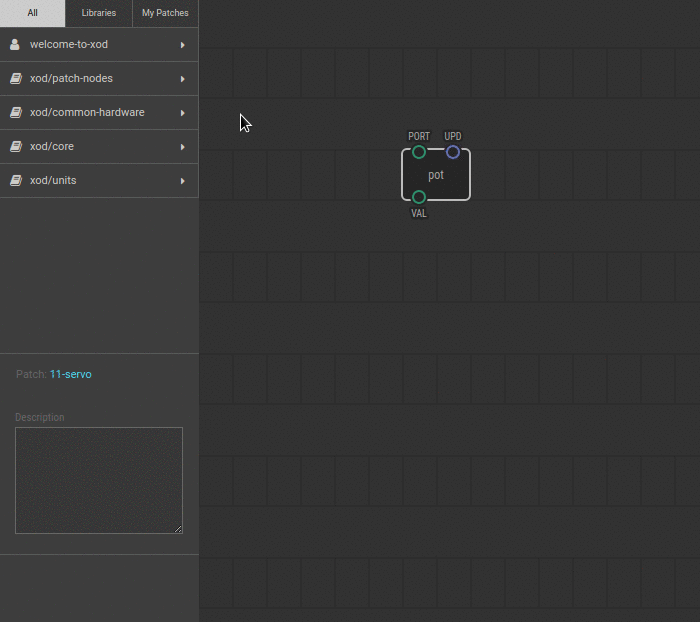 All Libraries My Patches
welcome-to-xod
xod/patch-nodes
xod/common-hardware
xod/core
xod/units
Patch: 11-servo
Description
PORT UPD
pot
VAL